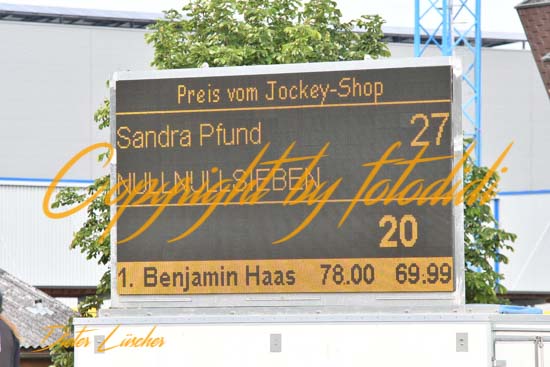 Preis vom Jockey-Shop
Sandra Pfund 27
NULLNULLSIEBEN
Copyright by fotodidi
20
1. Benjamin Haas 78.00 69.99
Dieter Lüscher